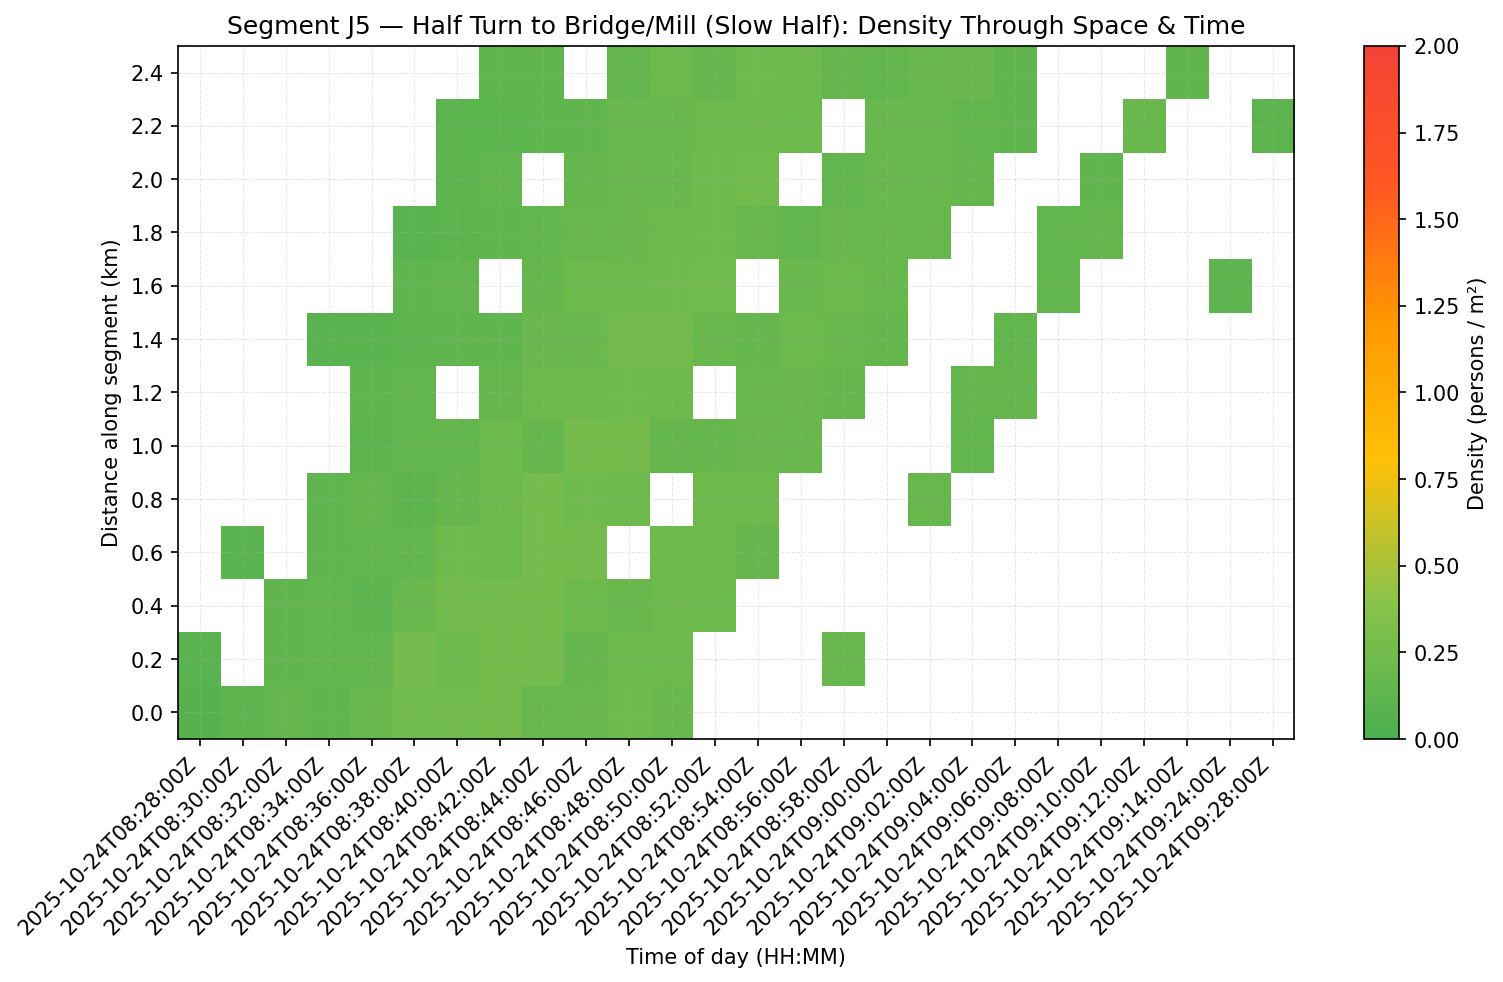 Segment J5 — Half Turn to Bridge/Mill (Slow Half): Density Through Space & Time
Distance along segment (km)
2.4
2.2
2.0
1.8
1.6
1.4
1.2
1.0
0.8
0.6
0.4
0.2
0.0
2025-10-24T08:28:00Z
2025-10-24T08:30:00Z
2025-10-24T08:32:00Z
2025-10-24T08:34:00Z
2025-10-24T08:36:00Z
2025-10-24T08:38:00Z
2025-10-24T08:40:00Z
2025-10-24T08:42:00Z
2025-10-24T08:44:00Z
2025-10-24T08:46:00Z
2025-10-24T08:48:00Z
2025-10-24T08:50:00Z
2025-10-24T08:52:00Z
2025-10-24T08:54:00Z
2025-10-24T08:56:00Z
2025-10-24T08:58:00Z
2025-10-24T09:00:00Z
2025-10-24T09:02:00Z
2025-10-24T09:04:00Z
2025-10-24T09:06:00Z
2025-10-24T09:08:00Z
2025-10-24T09:10:00Z
2025-10-24T09:12:00Z
2025-10-24T09:14:00Z
2025-10-24T09:24:00Z
2025-10-24T09:28:00Z
Time of day (HH:MM)
2.00
1.75
1.50
1.25
1.00
0.75
0.50
0.25
0.00
Density (persons / m²)